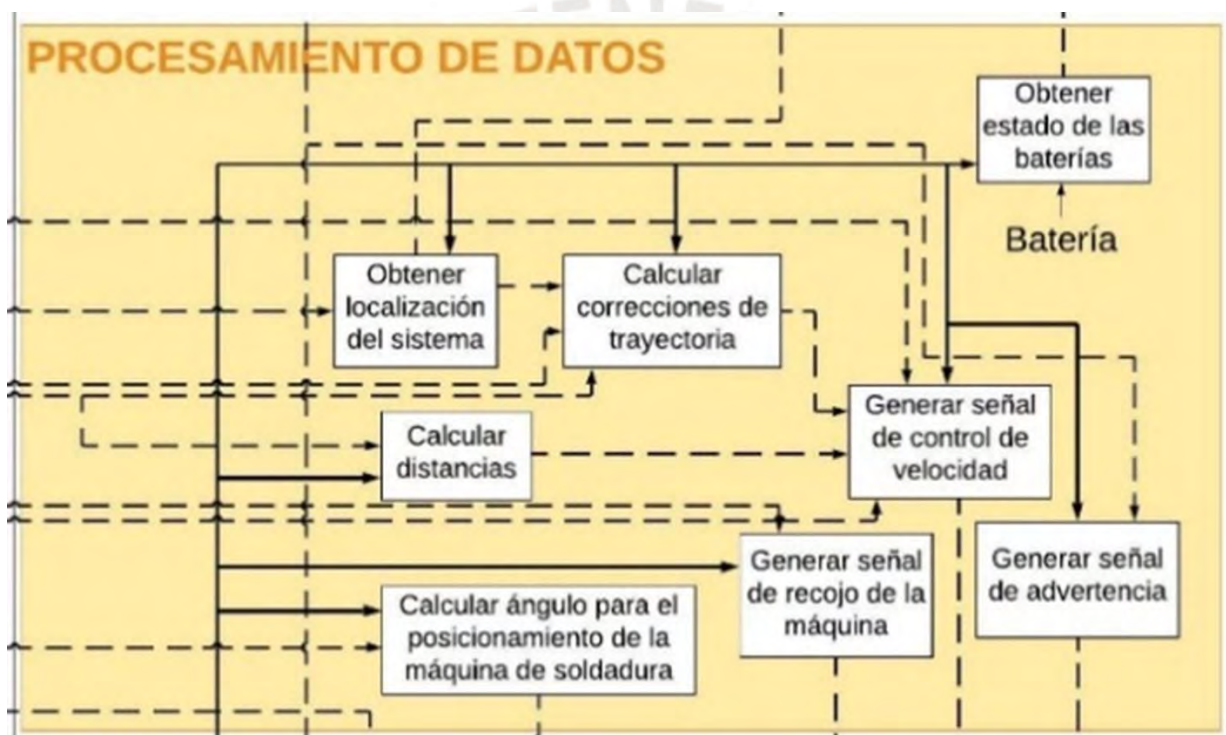 PROCESAMIENTO DE DATOS
Obtener
estado de las
baterías
Batería
Obtener
localización
del sistema
Calcular
correcciones de
trayectoria
Calcular
distancias
Generar señal
de control de
velocidad
Generar señal
de recojo de la
máquina
Generar señal
de advertencia
Calcular ángulo para el
posicionamiento de la
máquina de soldadura